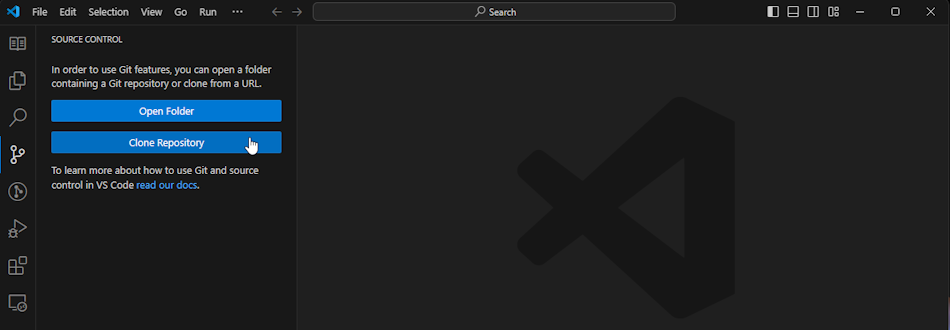 File Edit Selection View Go Run ··· Search
SOURCE CONTROL
In order to use Git features, you can open a folder
containing a Git repository or clone from a URL.
Open Folder
Clone Repository
To learn more about how to use Git and source
control in VS Code read our docs.